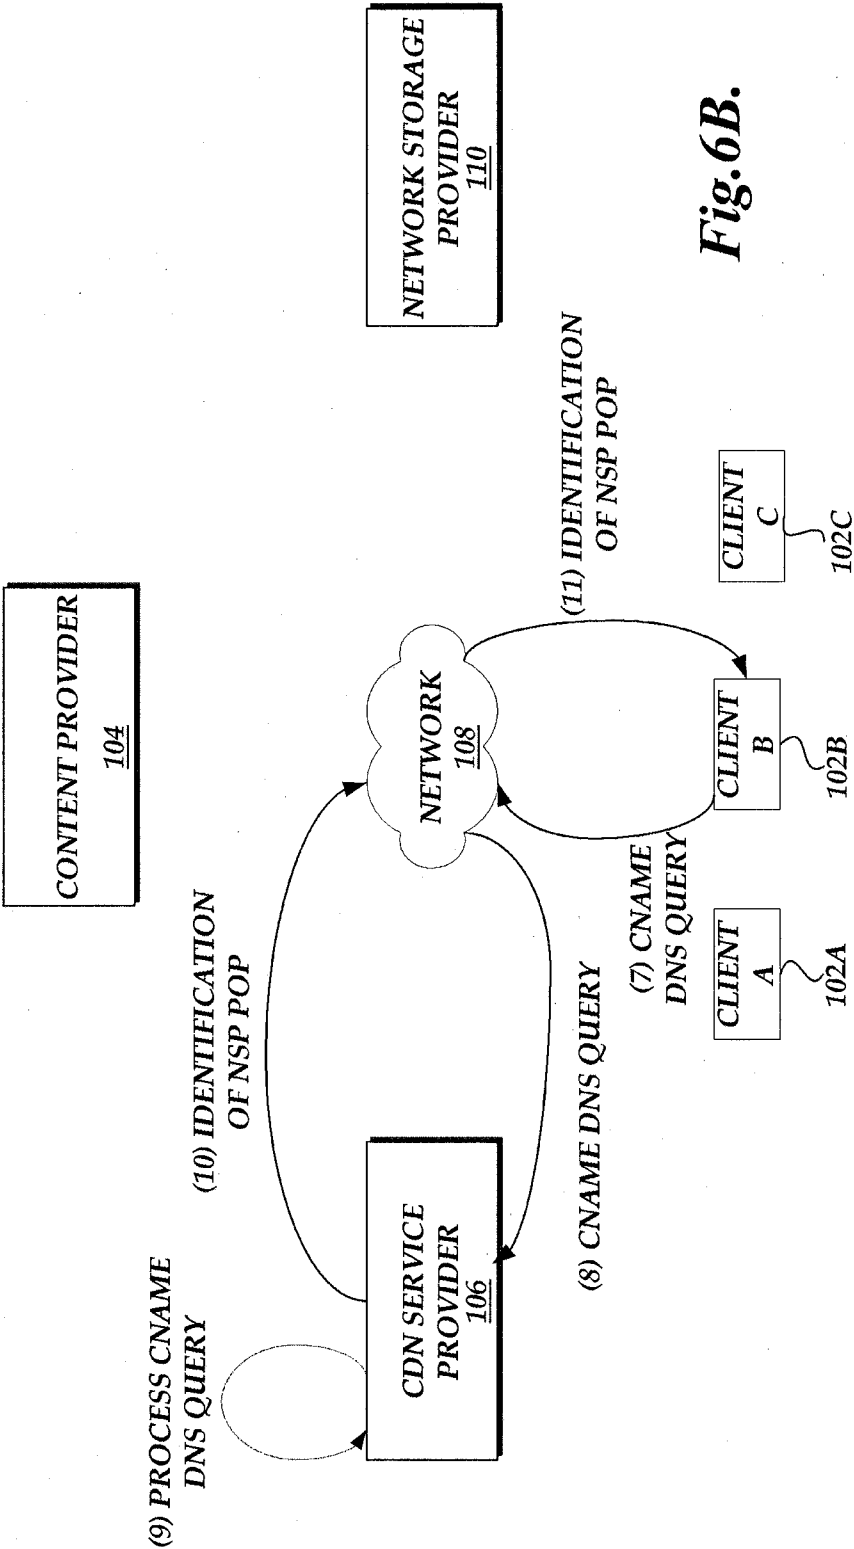 CONTENT PROVIDER
104
(9) PROCESS CNAME
DNS QUERY
(10) IDENTIFICATION
OF NSP POP
CDN SERVICE
PROVIDER
106
NETWORK
108
NETWORK STORAGE
PROVIDER
110
(8) CNAME DNS QUERY
(7) CNAME
DNS QUERY
(11) IDENTIFICATION
OF NSP POP
CLIENT
A
102A
CLIENT
B
102B
CLIENT
C
102C
Fig.6B.